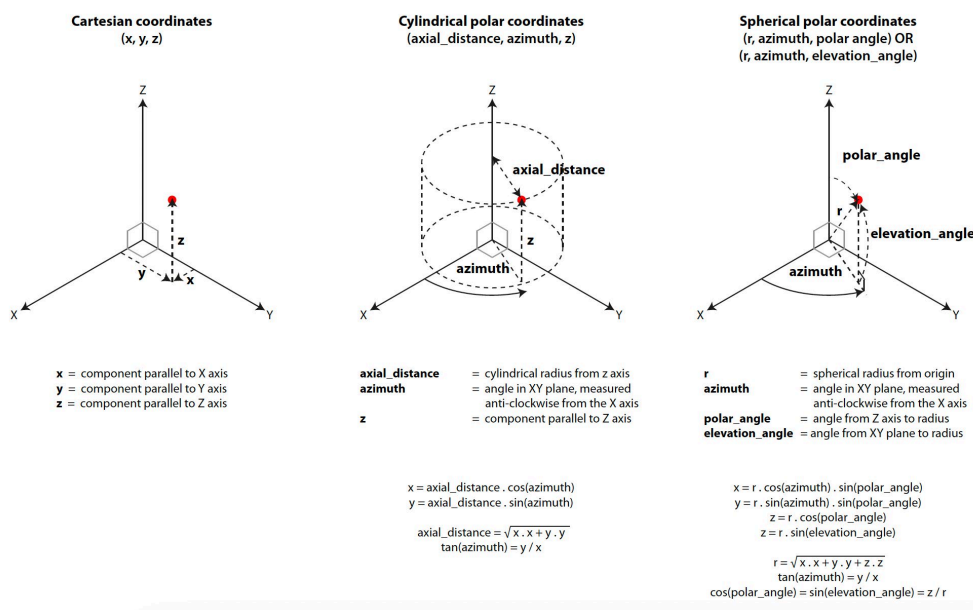 Cartesian coordinates
(x, y, z)
Z
z
y
x
X
Y
x = component parallel to X axis
y = component parallel to Y axis
z = component parallel to Z axis
Cylindrical polar coordinates
(axial_distance, azimuth, z)
Z
axial_distance
z
azimuth
X
Y
axial_distance = cylindrical radius from z axis
azimuth = angle in XY plane, measured
anti-clockwise from the X axis
z = component parallel to Z axis
x = axial_distance . cos(azimuth)
y = axial_distance . sin(azimuth)
axial_distance = √x . x + y . y
tan(azimuth) = y / x
Spherical polar coordinates
(r, azimuth, polar angle) OR
(r, azimuth, elevation_angle)
Z
polar_angle
r
elevation_angle
azimuth
X
Y
r = spherical radius from origin
azimuth = angle in XY plane, measured
anti-clockwise from the X axis
polar_angle = angle from Z axis to radius
elevation_angle = angle from XY plane to radius
x = r . cos(azimuth) . sin(polar_angle)
y = r . sin(azimuth) . sin(polar_angle)
z = r . cos(polar_angle)
z = r . sin(elevation_angle)
r = √x . x + y . y + z . z
tan(azimuth) = y / x
cos(polar_angle) = sin(elevation_angle) = z / r